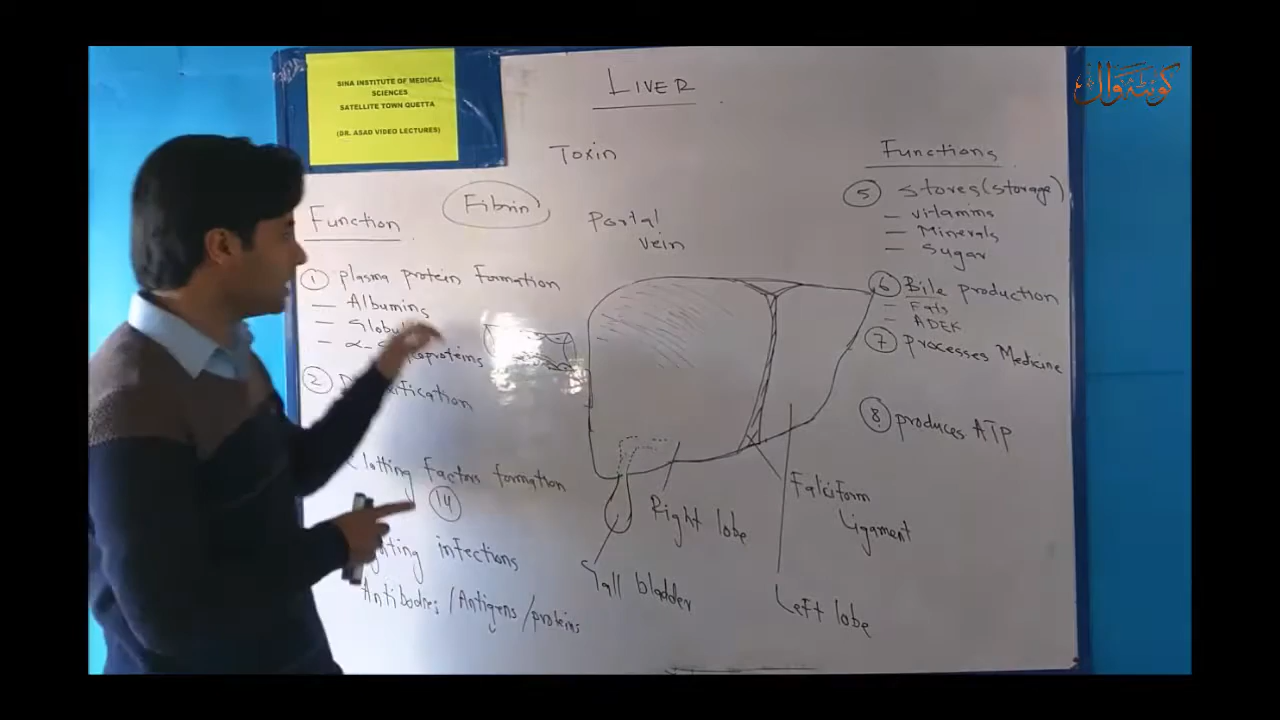 SINA INSTITUTE OF MEDICAL
SCIENCES
SATELLITE TOWN QUETTA
(DR. ASAD VIDEO LECTURES)
کوئٹہ وال
LIVER
Toxin
Fibrin
Portal
vein
Function
1 plasma protein Formation
— Albumins
—
—
2
Clotting Factors formation
14
infections
Antibodies /Antigens /proteins
Gall bladder
Right lobe
Falciform
Ligament
Left lobe
Functions
5 stores (storage)
— vitamins
— Minerals
— Sugar
6 Bile production
— Fats
— ADEK
7 processes Medicine
8 produces ATP